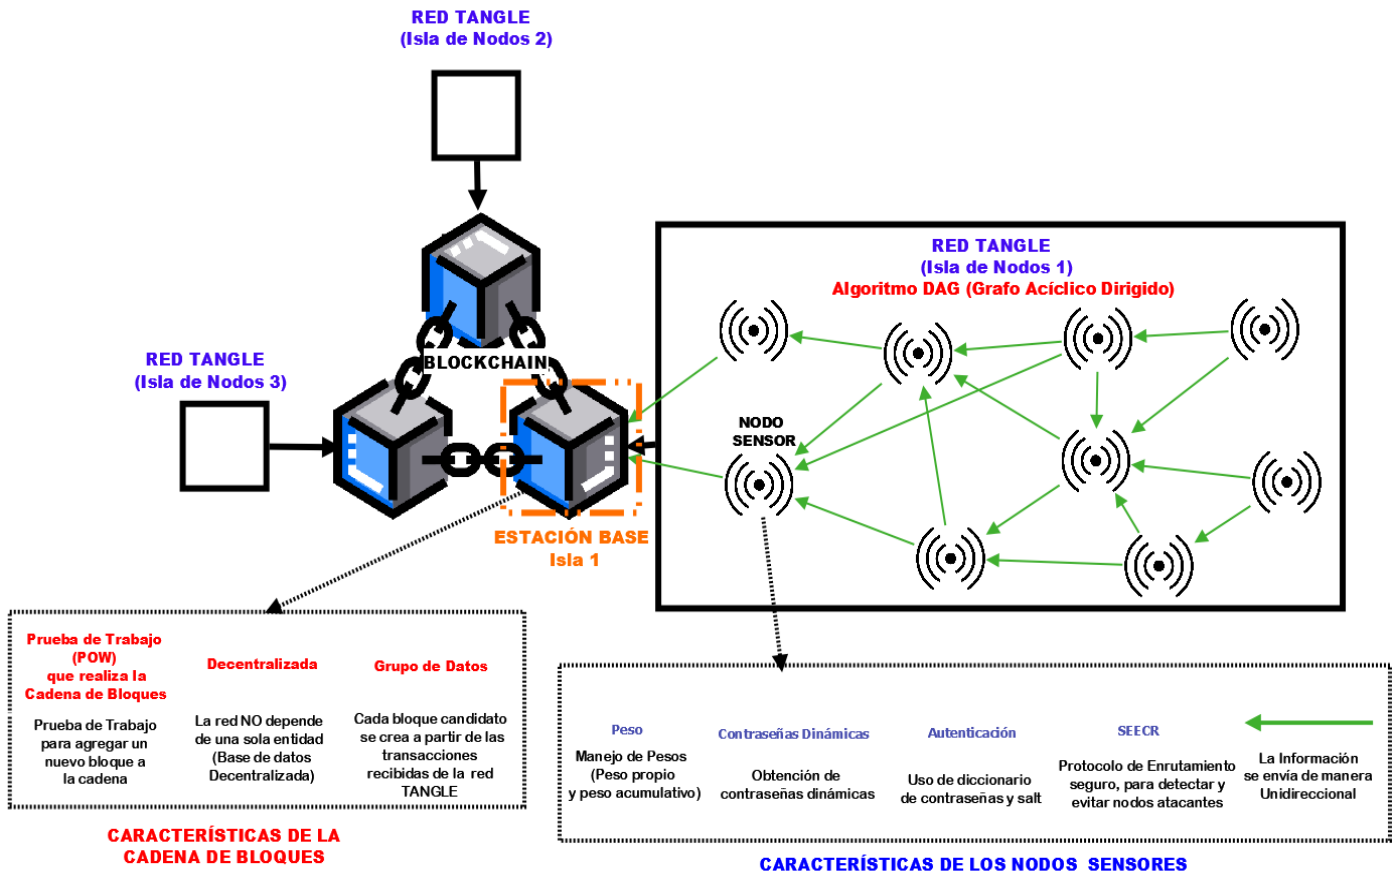 RED TANGLE
(Isla de Nodos 2)
RED TANGLE
(Isla de Nodos 1)
Algoritmo DAG (Grafo Acíclico Dirigido)
BLOCKCHAIN
RED TANGLE
(Isla de Nodos 3)
NODO
SENSOR
ESTACIÓN BASE
Isla 1
Prueba de Trabajo
(POW)
que realiza la
Cadena de Bloques
Prueba de Trabajo
para agregar un
nuevo bloque a
la cadena
Decentralizada
La red NO depende
de una sola entidad
(Base de datos
Decentralizada)
Grupo de Datos
Cada bloque candidato
se crea a partir de las
transacciones
recibidas de la red
TANGLE
CARACTERÍSTICAS DE LA
CADENA DE BLOQUES
Peso
Manejo de Pesos
(Peso propio
y peso acumulativo)
Contraseñas Dinámicas
Obtención de
contraseñas dinámicas
Autenticación
Uso de diccionario
de contraseñas y salt
SEECR
Protocolo de Enrutamiento
seguro, para detectar y
evitar nodos atacantes
La Información
se envía de manera
Unidireccional
CARACTERÍSTICAS DE LOS NODOS SENSORES